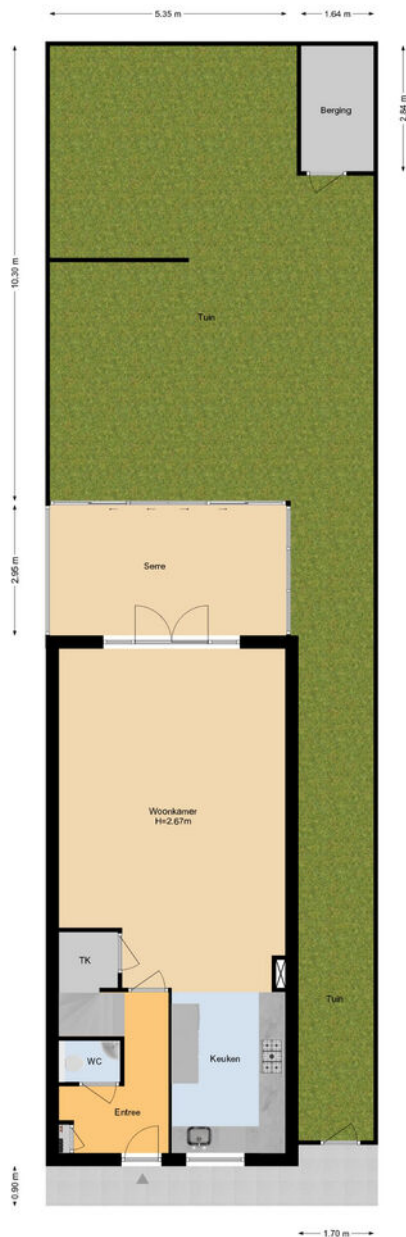 5.35 m
1.64 m
2.84 m
Berging
10.30 m
Tuin
2.95 m
Serre
Woonkamer
H=2.67m
TK
Tuin
WC
Keuken
Entree
0.90 m
1.70 m